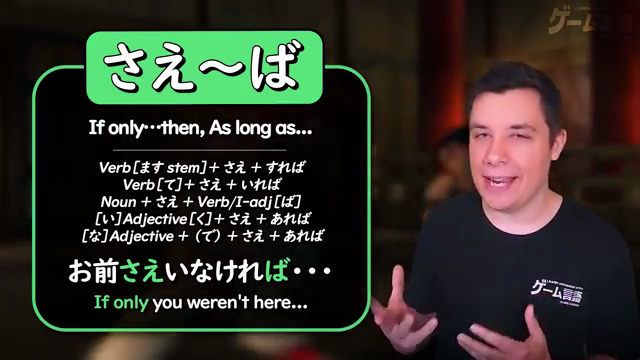 さえ〜ば
If only…then, As long as...
Verb[ます stem]+ さえ + すれば
Verb[て]+ さえ + いれば
Noun + さえ + Verb/I-adj[ば]
[い]Adjective[く]+ さえ + あれば
[な]Adjective +（で）+ さえ + あれば
お前さえいなければ・・・
If only you weren't here...
ゲーム
ゲーム言語